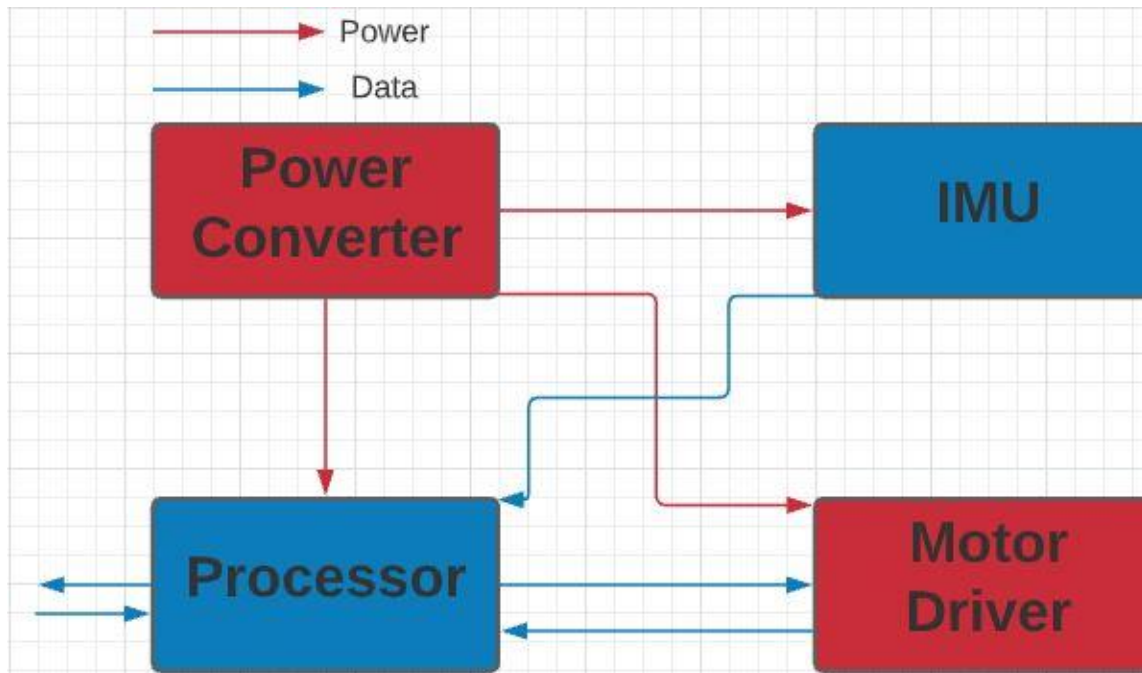 Power
Data
Power
Converter
IMU
Processor
Motor
Driver